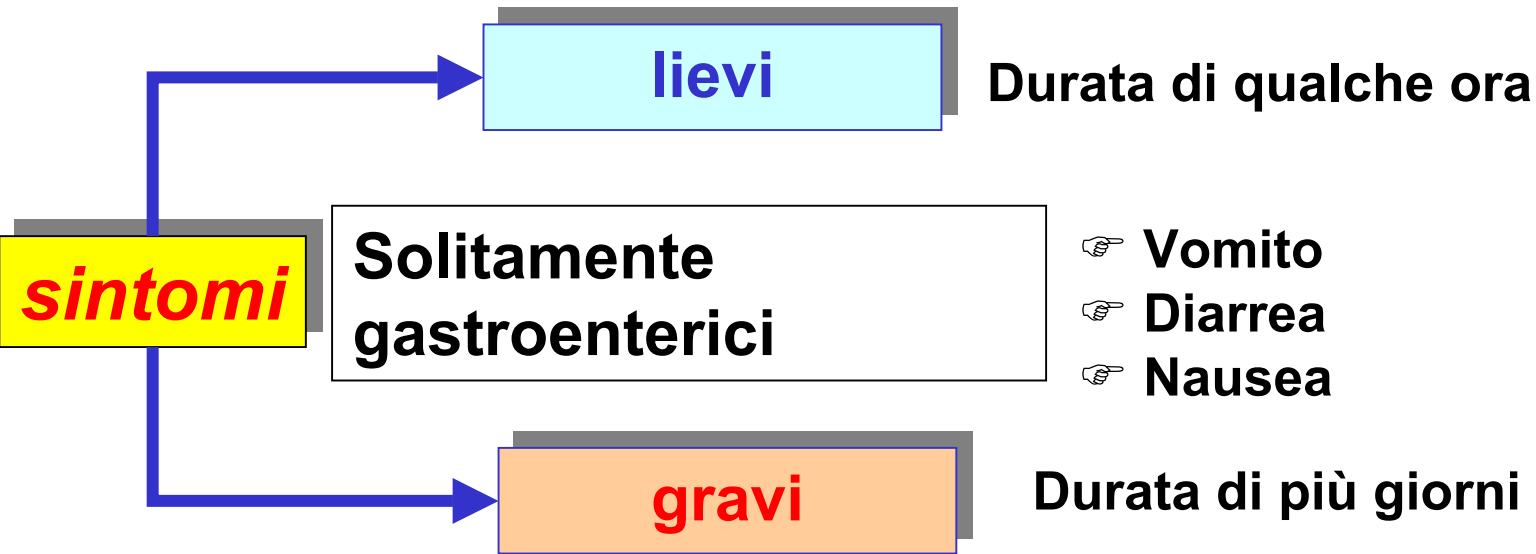 lievi
Durata di qualche ora
sintomi
Solitamente
gastroenterici
☞ Vomito
☞ Diarrea
☞ Nausea
gravi
Durata di più giorni